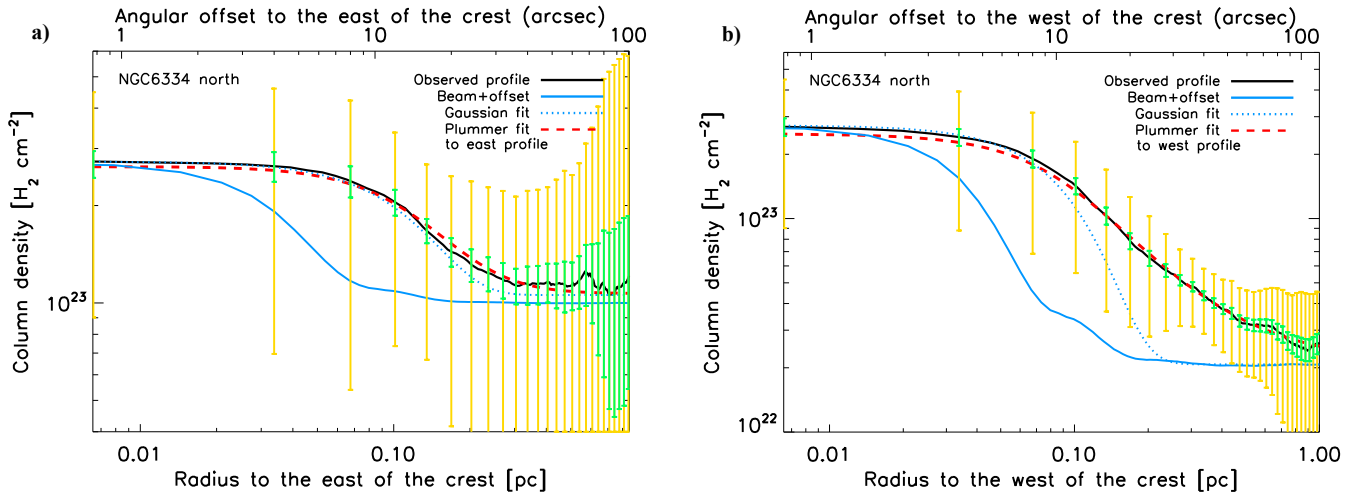 a)
Angular offset to the east of the crest (arcsec)
1 10 100
NGC6334 north
Observed profile
Beam+offset
Gaussian fit
Plummer fit
to east profile
Column density [H2 cm−2]
10^23
0.01 0.10
Radius to the east of the crest [pc]
b)
Angular offset to the west of the crest (arcsec)
1 10 100
NGC6334 north
Observed profile
Beam+offset
Gaussian fit
Plummer fit
to west profile
Column density [H2 cm−2]
10^23
10^22
0.01 0.10 1.00
Radius to the west of the crest [pc]